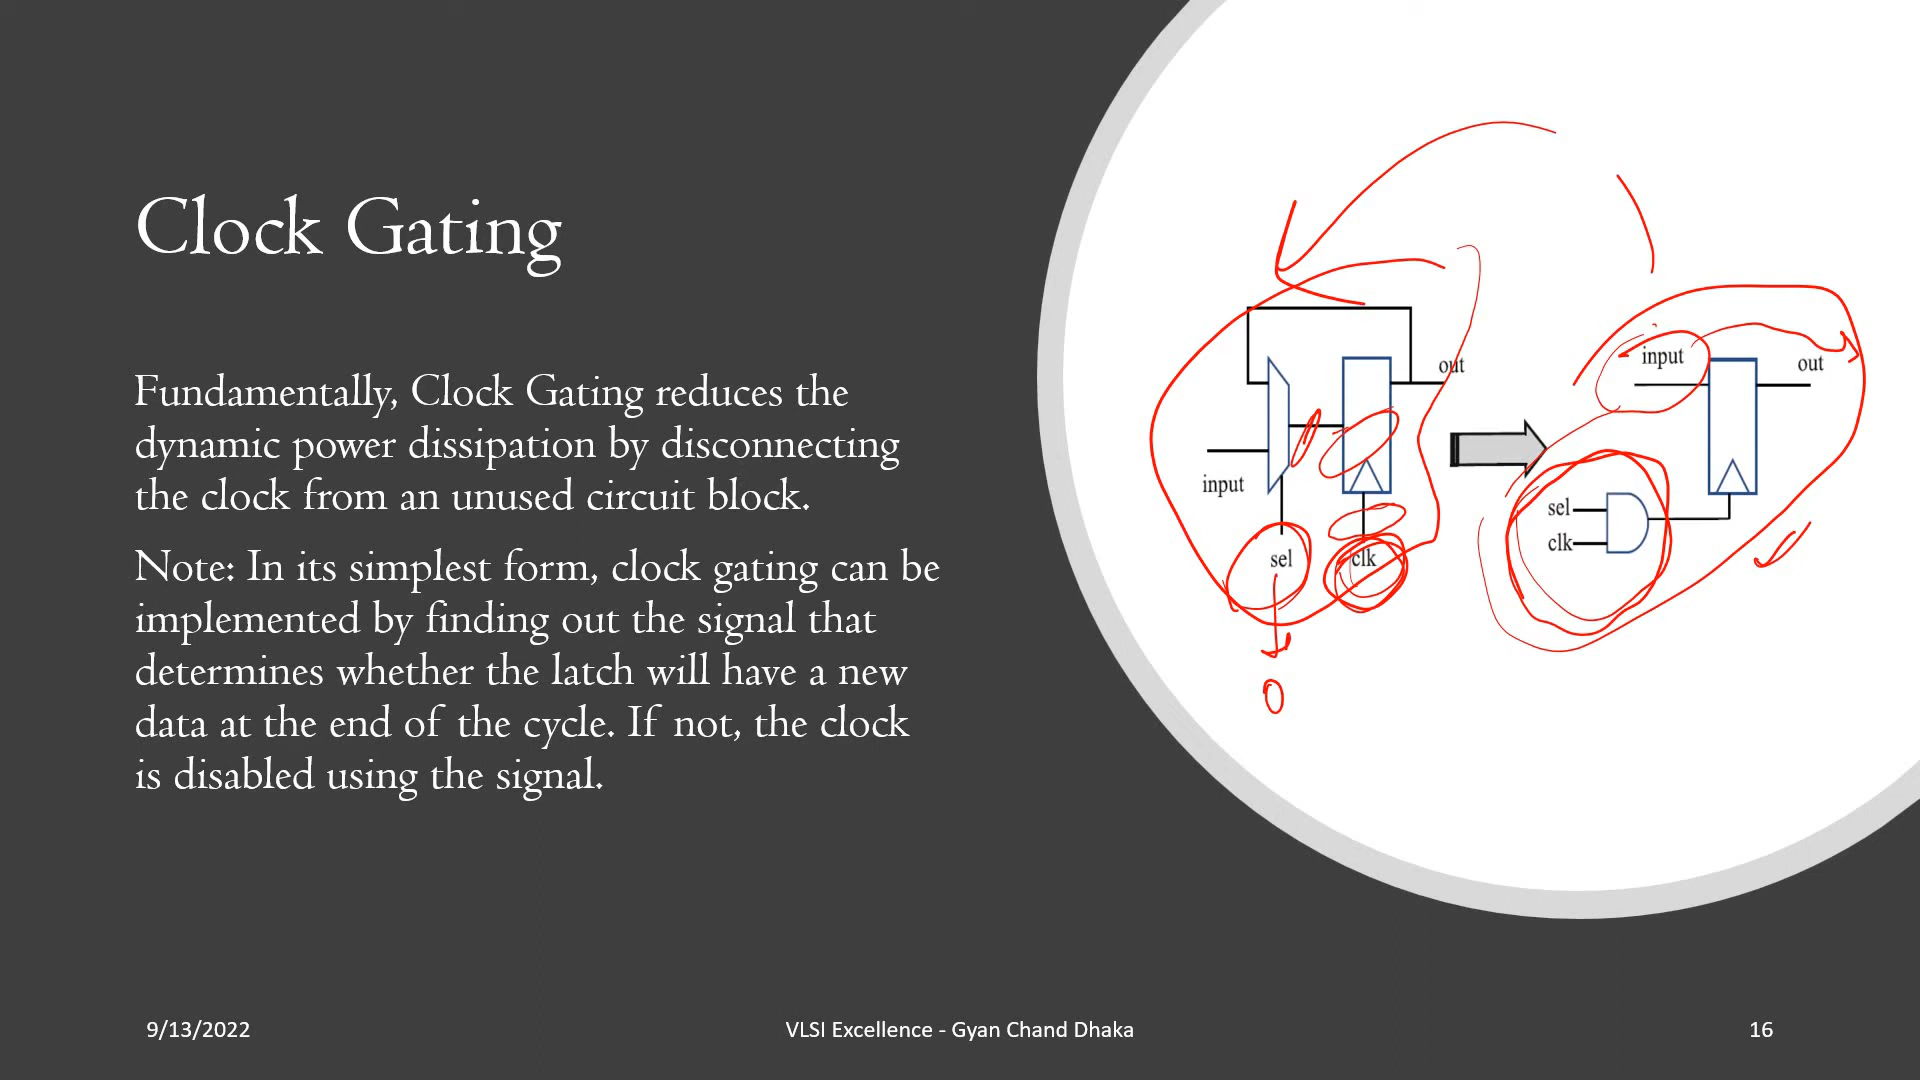 Clock Gating
Fundamentally, Clock Gating reduces the
dynamic power dissipation by disconnecting
the clock from an unused circuit block.
Note: In its simplest form, clock gating can be
implemented by finding out the signal that
determines whether the latch will have a new
data at the end of the cycle. If not, the clock
is disabled using the signal.
out
input
sel
clk
0
input
out
sel
clk
9/13/2022
VLSI Excellence - Gyan Chand Dhaka
16